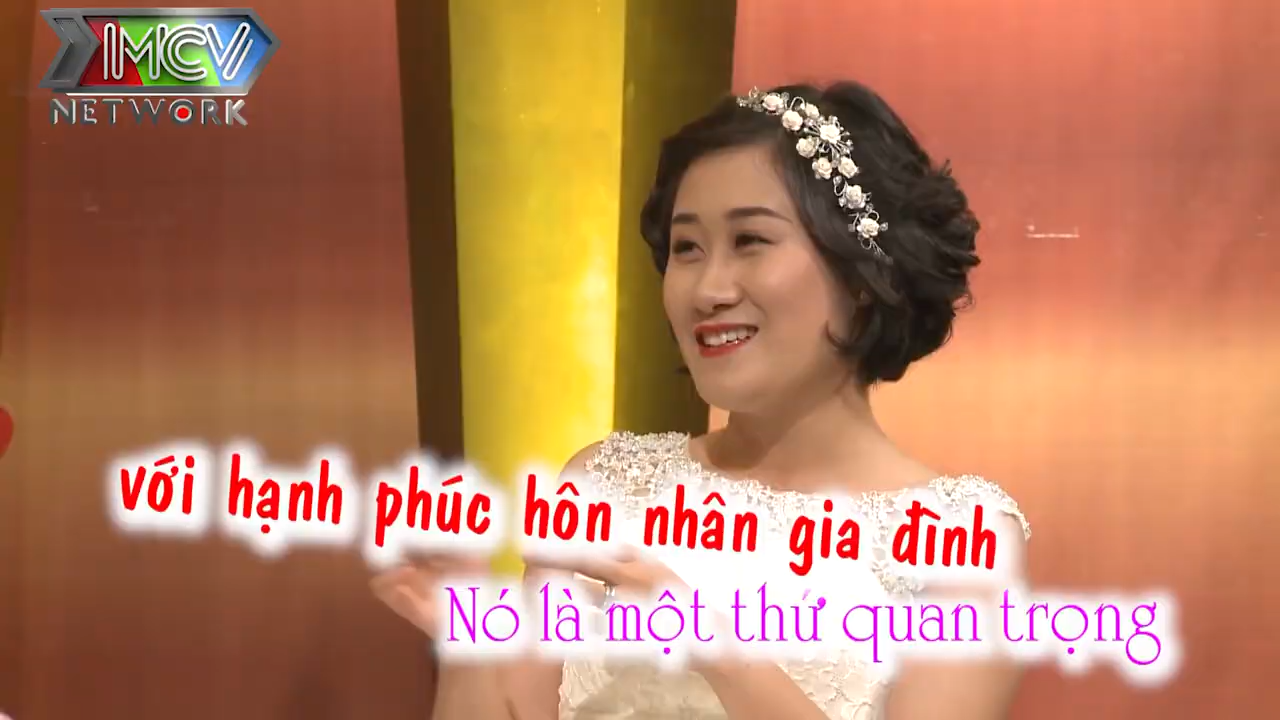 MCV
NETWORK
với hạnh phúc hôn nhân gia đình
Nó là một thứ quan trọng